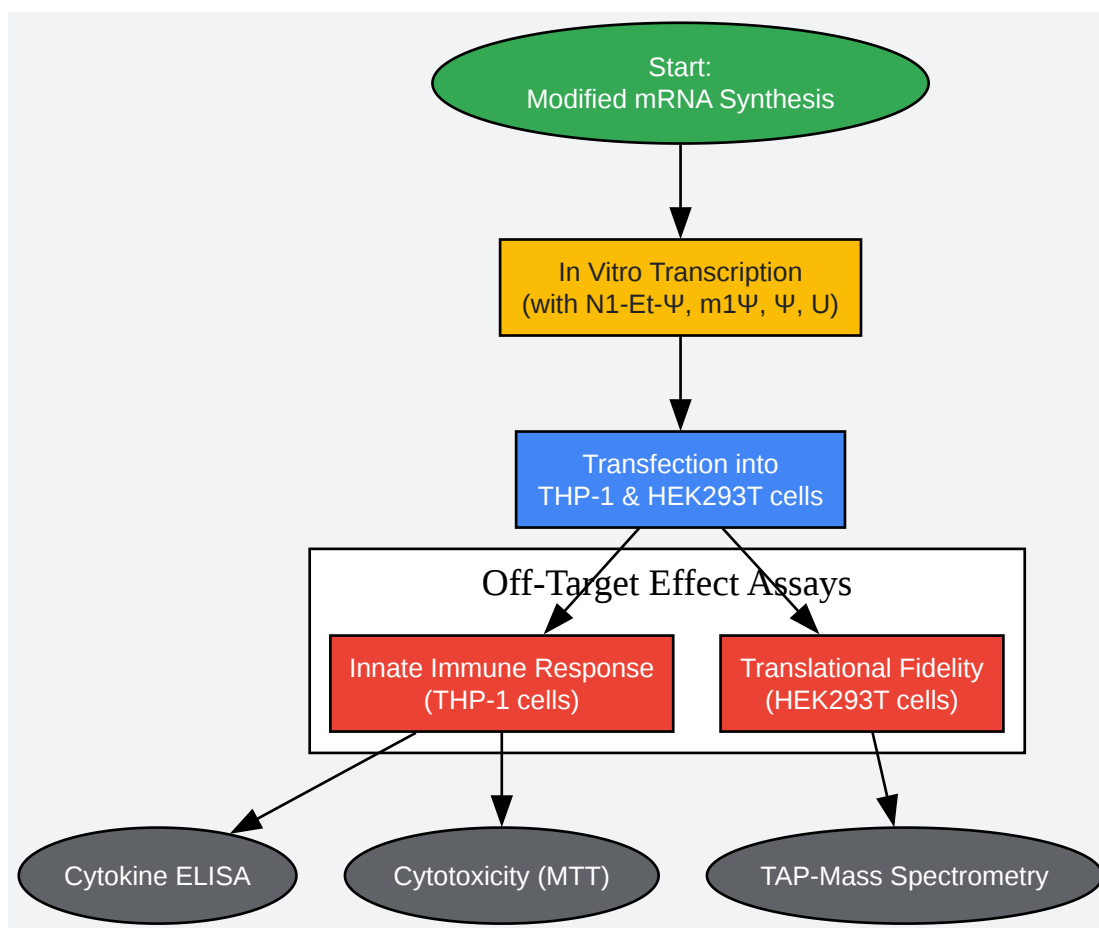 Start:
Modified mRNA Synthesis
In Vitro Transcription
(with N1-Et-Ψ, m1Ψ, Ψ, U)
Transfection into
THP-1 & HEK293T cells
Off-Target Effect Assays
Innate Immune Response
(THP-1 cells)
Translational Fidelity
(HEK293T cells)
Cytokine ELISA
Cytotoxicity (MTT)
TAP-Mass Spectrometry